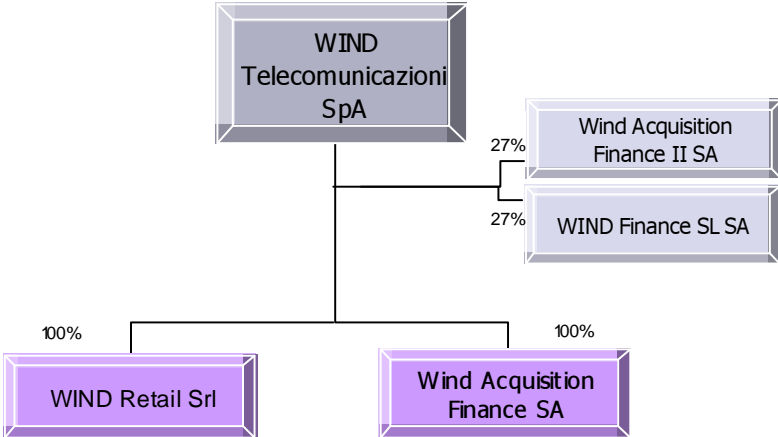 WIND
Telecomunicazioni
SpA
27%
Wind Acquisition
Finance II SA
27%
WIND Finance SL SA
100%
100%
WIND Retail Srl
Wind Acquisition
Finance SA